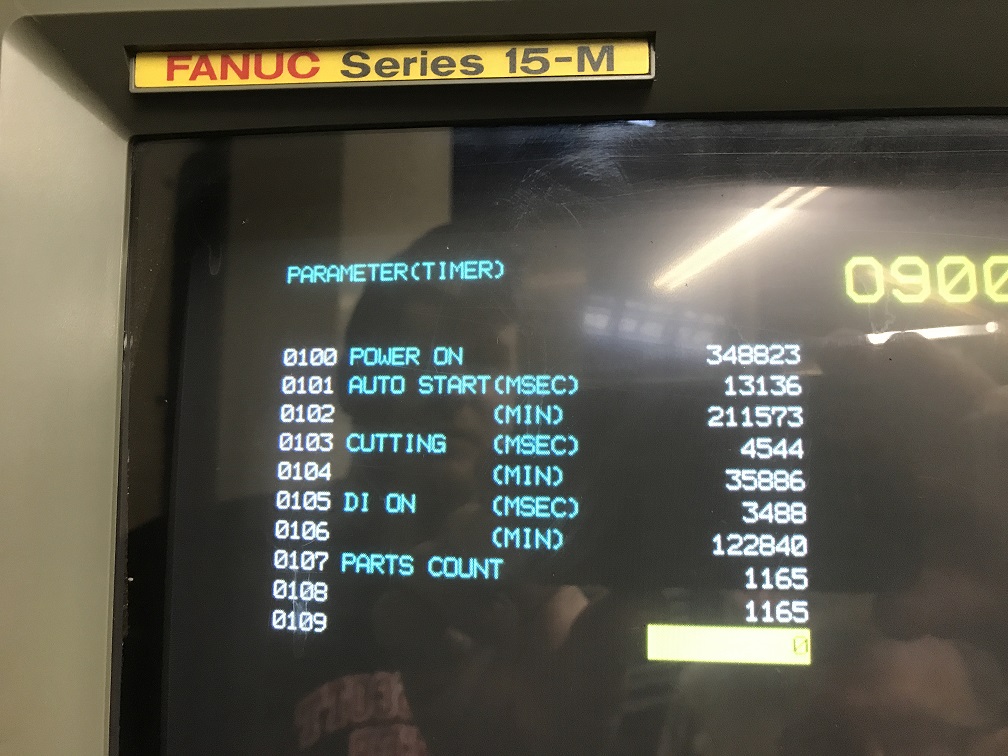 FANUC Series 15-M
PARAMETER(TIMER) O900
0100 POWER ON 348823
0101 AUTO START(MSEC) 13136
0102 (MIN) 211573
0103 CUTTING (MSEC) 4544
0104 (MIN) 35886
0105 DI ON (MSEC) 3488
0106 (MIN) 122840
0107 PARTS COUNT 1165
0108 1165
0109 0